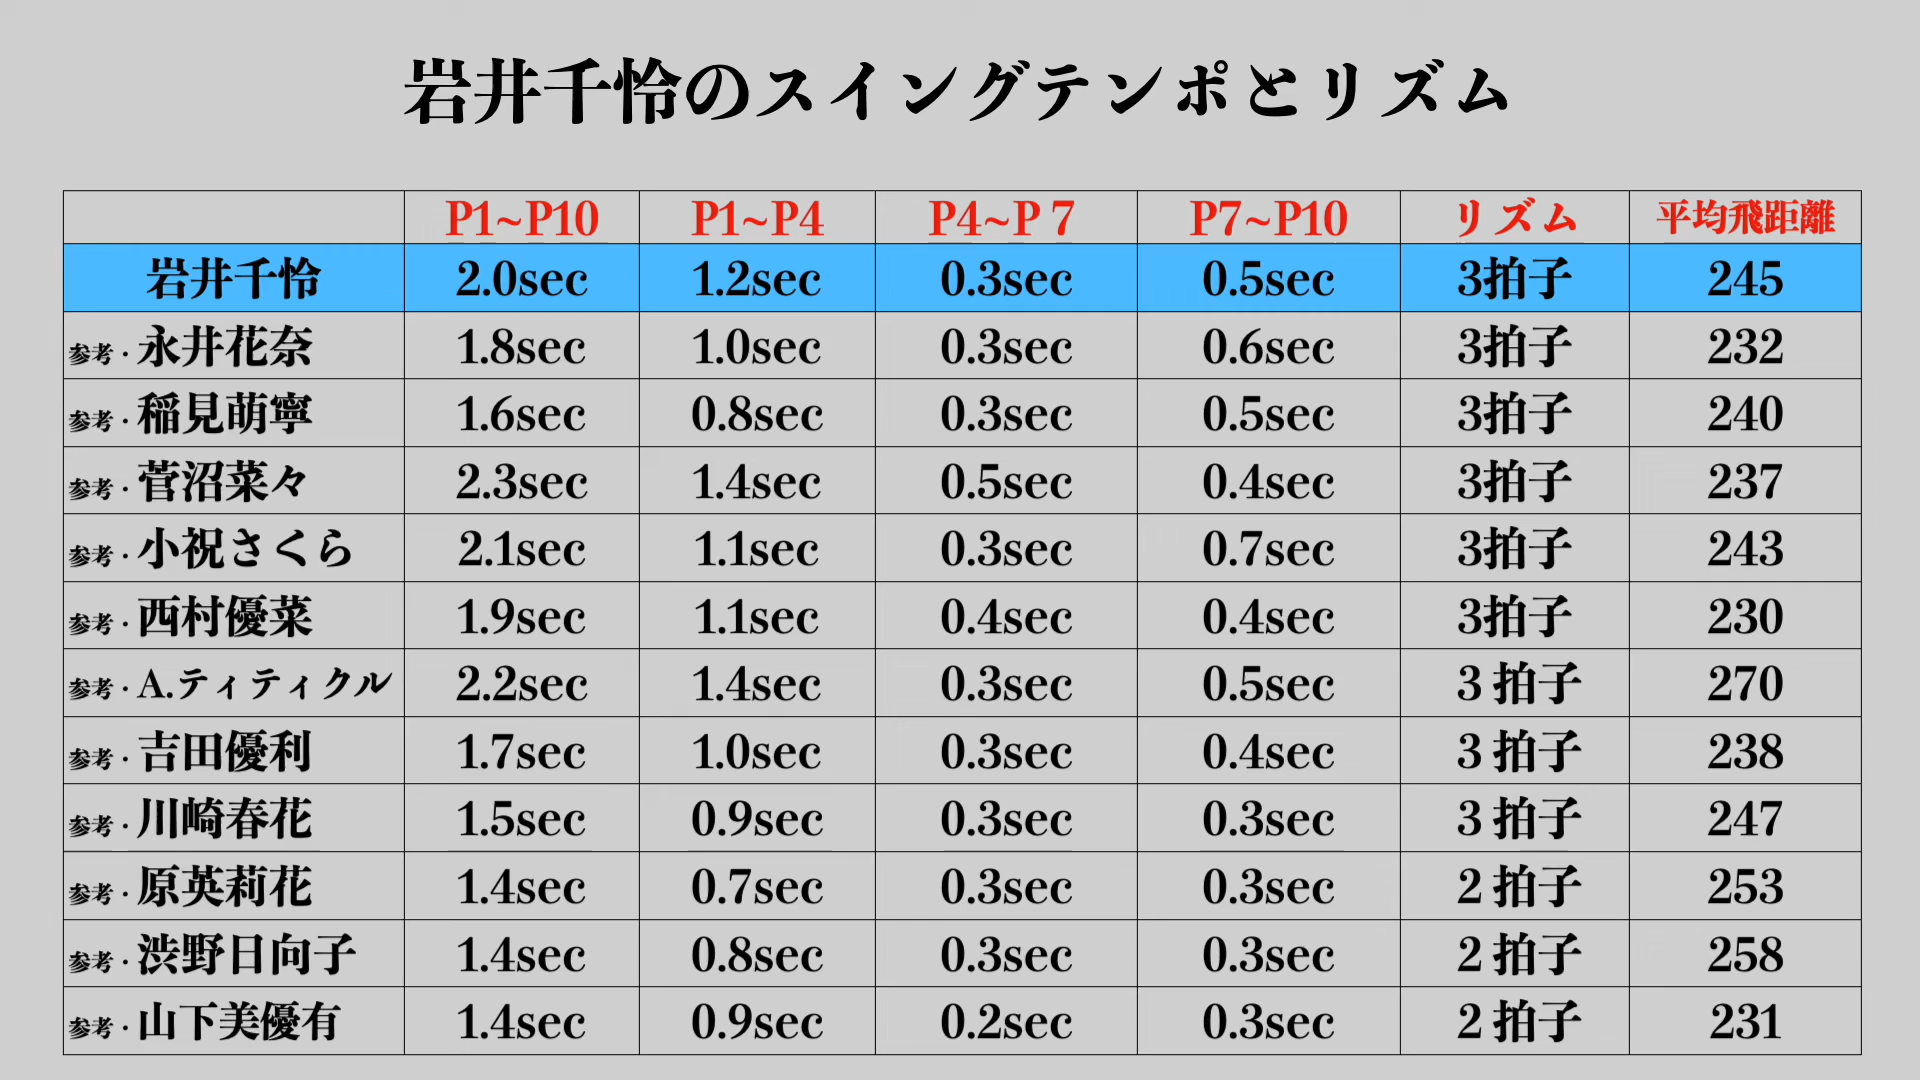 岩井千怜のスイングテンポとリズム
P1~P10 P1~P4 P4~P7 P7~P10 リズム 平均飛距離
岩井千怜 2.0sec 1.2sec 0.3sec 0.5sec 3拍子 245
参考・永井花奈 1.8sec 1.0sec 0.3sec 0.6sec 3拍子 232
参考・稲見萌寧 1.6sec 0.8sec 0.3sec 0.5sec 3拍子 240
参考・菅沼菜々 2.3sec 1.4sec 0.5sec 0.4sec 3拍子 237
参考・小祝さくら 2.1sec 1.1sec 0.3sec 0.7sec 3拍子 243
参考・西村優菜 1.9sec 1.1sec 0.4sec 0.4sec 3拍子 230
参考・A.ティティクル 2.2sec 1.4sec 0.3sec 0.5sec 3拍子 270
参考・吉田優利 1.7sec 1.0sec 0.3sec 0.4sec 3拍子 238
参考・川崎春花 1.5sec 0.9sec 0.3sec 0.3sec 3拍子 247
参考・原英莉花 1.4sec 0.7sec 0.3sec 0.3sec 2拍子 253
参考・渋野日向子 1.4sec 0.8sec 0.3sec 0.3sec 2拍子 258
参考・山下美優有 1.4sec 0.9sec 0.2sec 0.3sec 2拍子 231